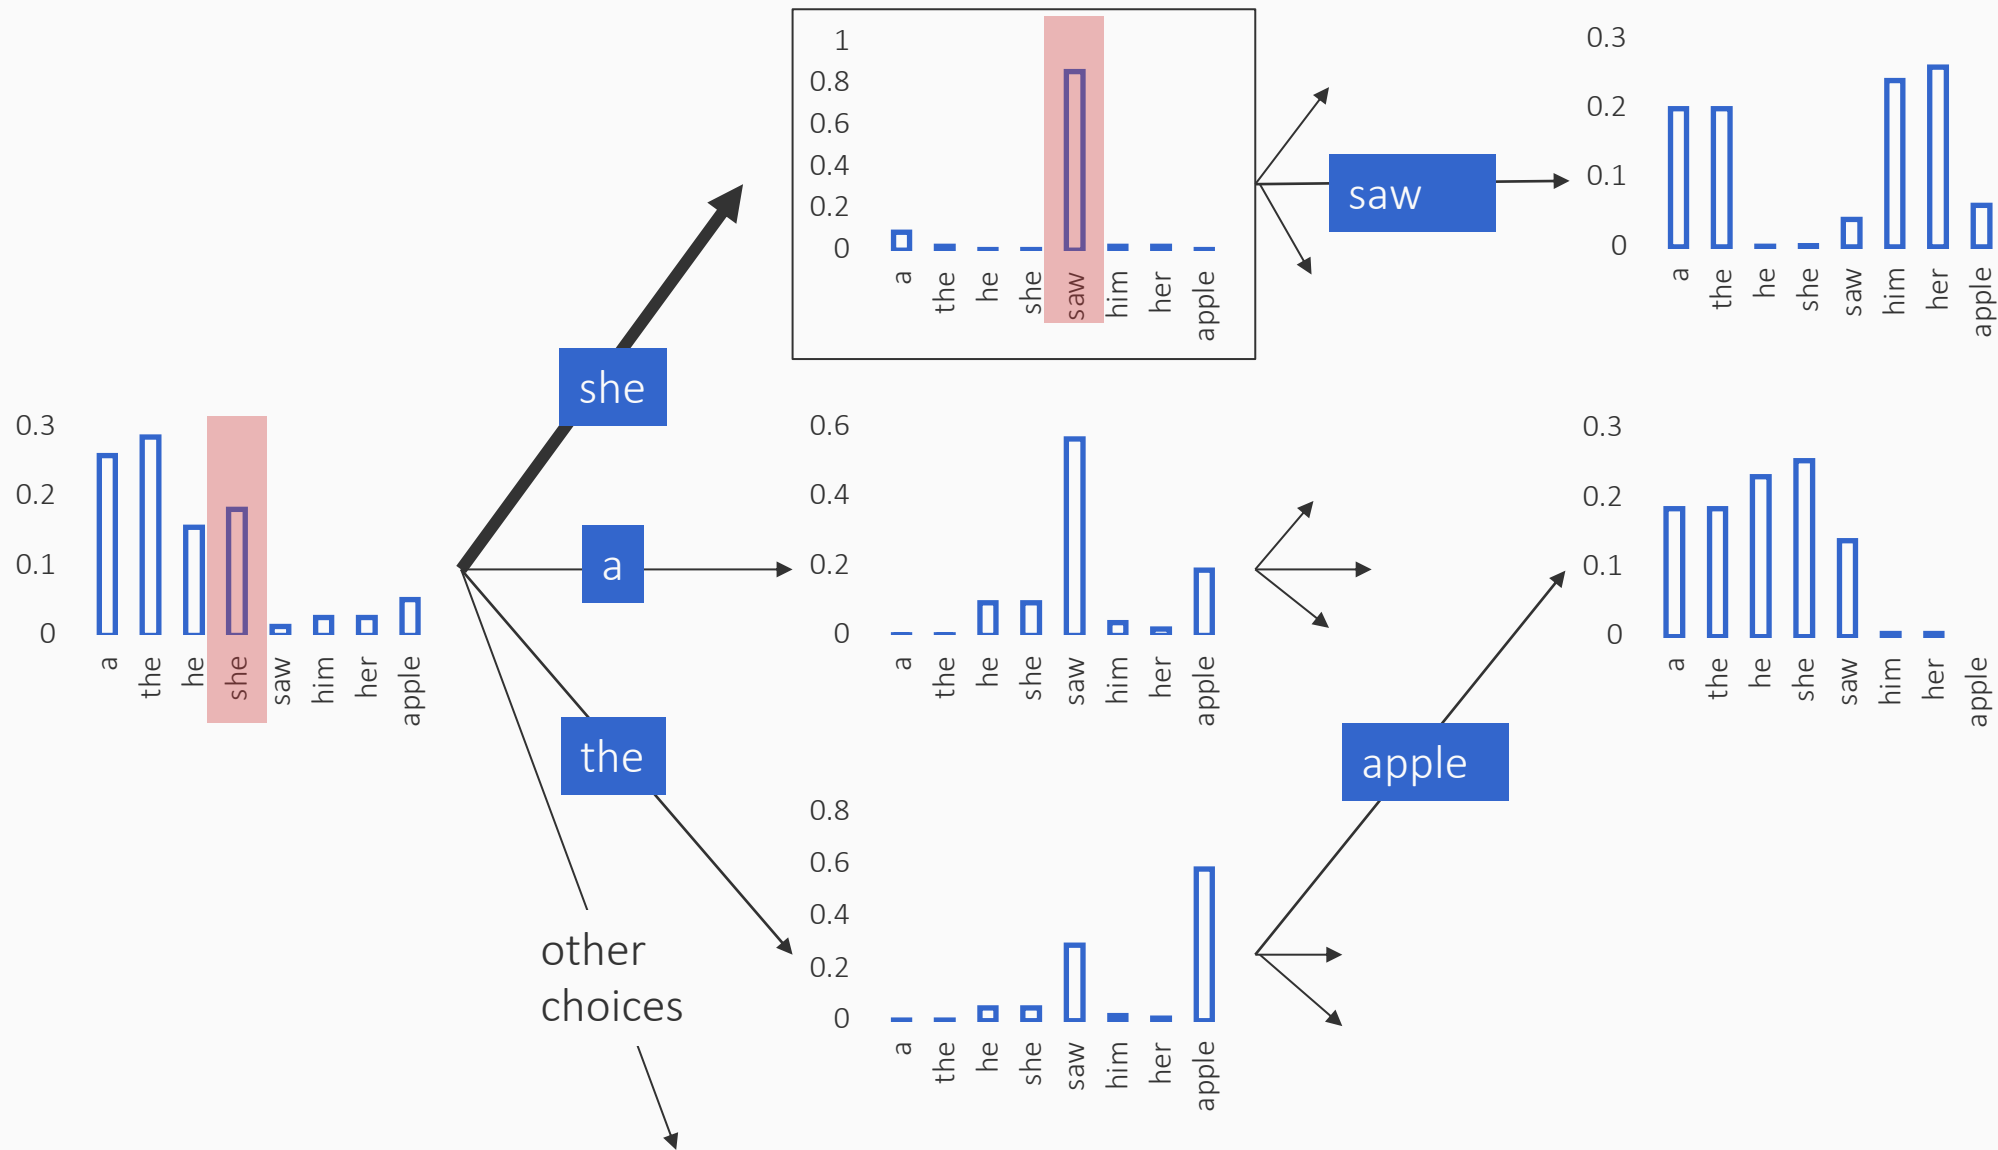 0.3
0.2
0.1
0
a
the
he
she
saw
him
her
apple
she
a
the
other
choices
1
0.8
0.6
0.4
0.2
0
a
the
he
she
saw
him
her
apple
0.6
0.4
0.2
0
a
the
he
she
saw
him
her
apple
0.8
0.6
0.4
0.2
0
a
the
he
she
saw
him
her
apple
saw
apple
0.3
0.2
0.1
0
a
the
he
she
saw
him
her
apple
0.3
0.2
0.1
0
a
the
he
she
saw
him
her
apple